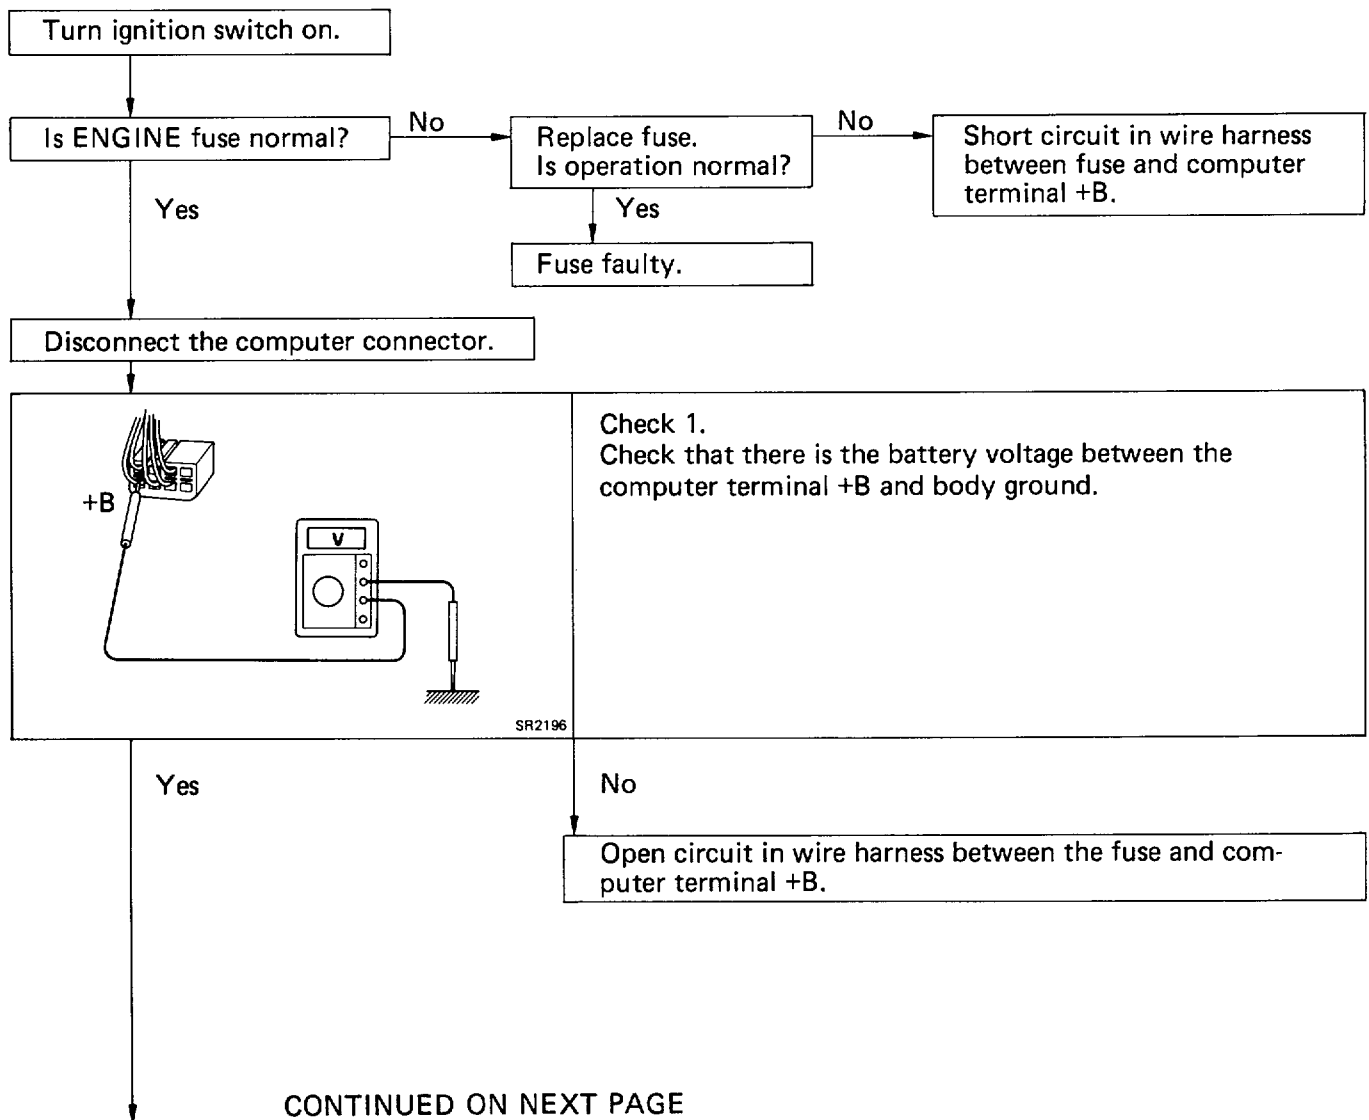 Turn ignition switch on.
Is ENGINE fuse normal?
No
Replace fuse.
Is operation normal?
No
Short circuit in wire harness
between fuse and computer
terminal +B.
Yes
Yes
Fuse faulty.
Disconnect the computer connector.
+B
V
SR2196
Check 1.
Check that there is the battery voltage between the
computer terminal +B and body ground.
Yes
No
Open circuit in wire harness between the fuse and com-
puter terminal +B.
CONTINUED ON NEXT PAGE